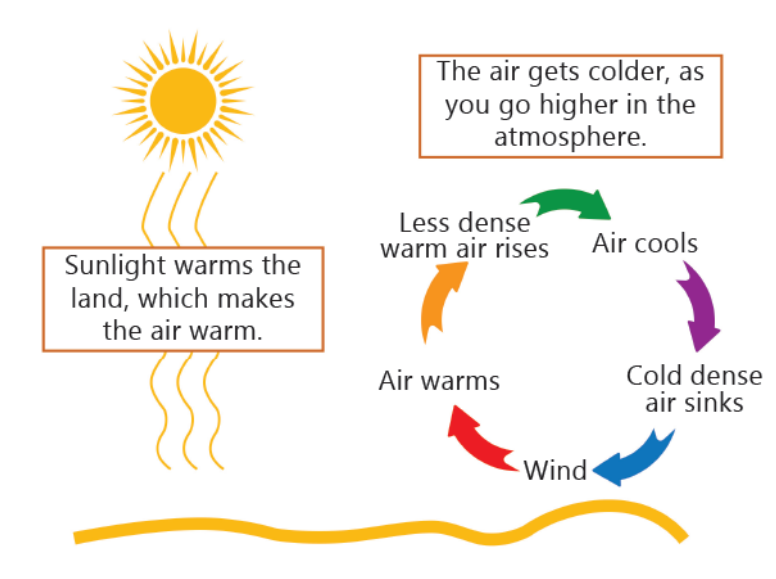 The air gets colder, as
you go higher in the
atmosphere.
Sunlight warms the
land, which makes
the air warm.
Less dense
warm air rises
Air cools
Cold dense
air sinks
Wind
Air warms